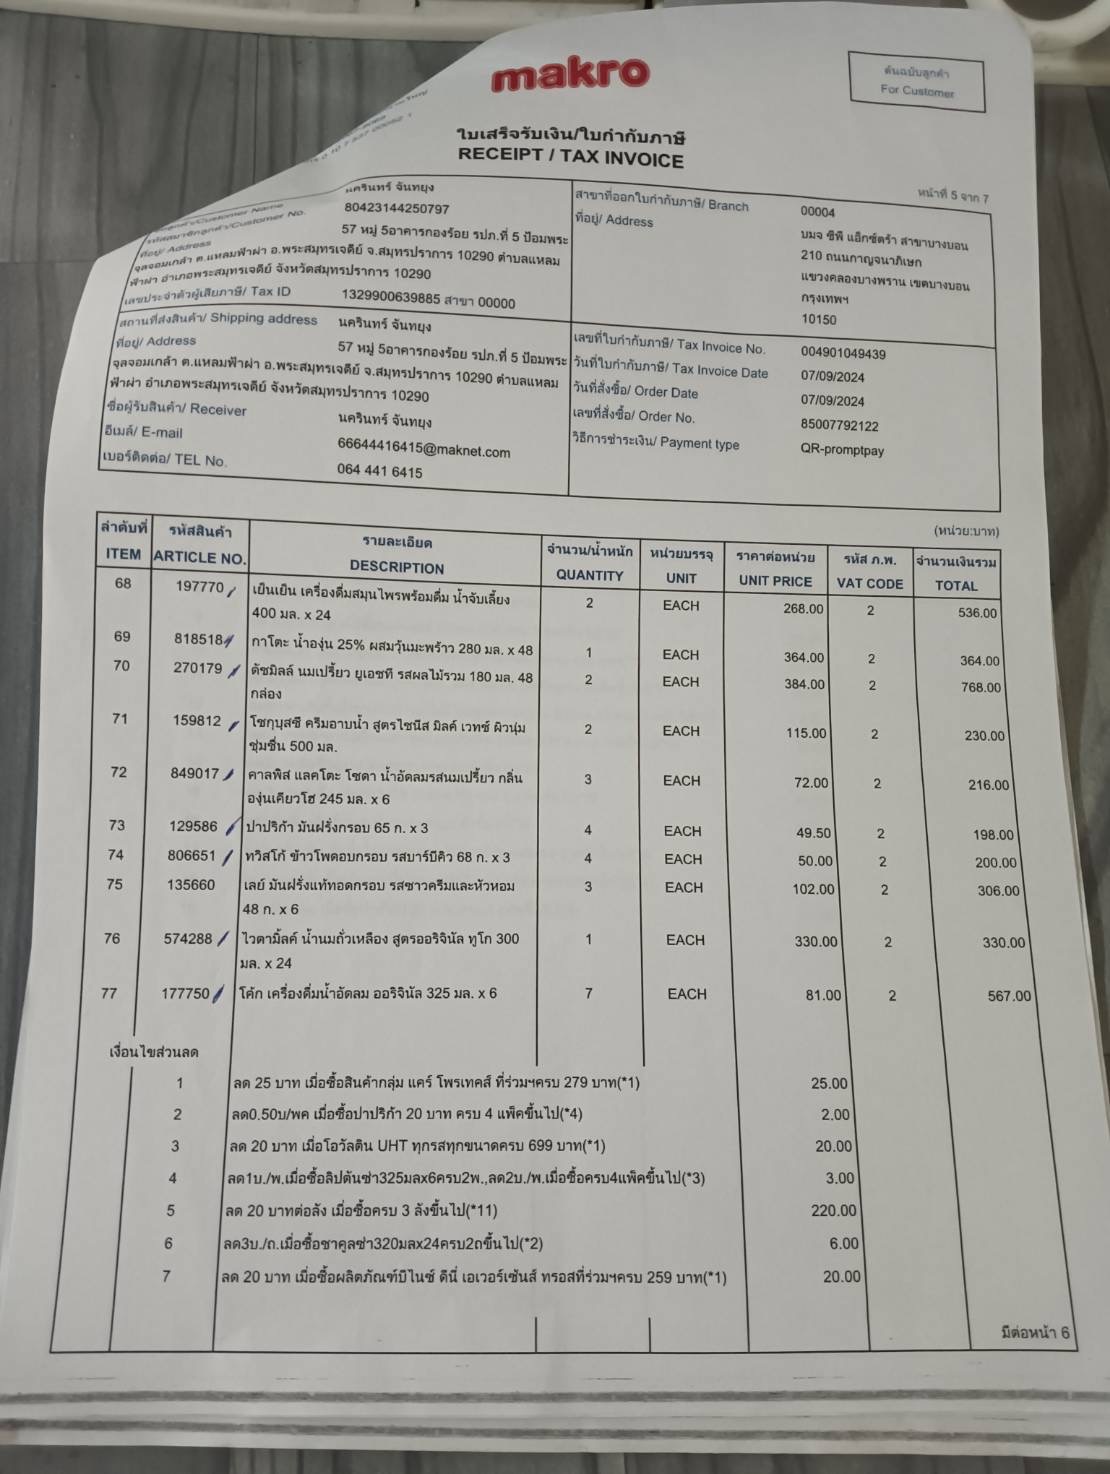 makro
ต้นฉบับลูกค้า
For Customer
ใบเสร็จรับเงิน/ใบกำกับภาษี
RECEIPT / TAX INVOICE
หน้าที่ 5 จาก 7
นครินทร์ จันทยุง
/Customer Name
/Customer No. 80423144250797
ที่อยู่/ Address 57 หมู่ 5อาคารกองร้อย รปภ.ที่ 5 ป้อมพระ
จุลจอมเกล้า ต.แหลมฟ้าผ่า อ.พระสมุทรเจดีย์ จ.สมุทรปราการ 10290 ตำบลแหลม
ฟ้าผ่า อำเภอพระสมุทรเจดีย์ จังหวัดสมุทรปราการ 10290
เลขประจำตัวผู้เสียภาษี/ Tax ID 1329900639885 สาขา 00000
สาขาที่ออกใบกำกับภาษี/ Branch 00004
ที่อยู่/ Address บมจ ซีพี แอ็กซ์ตร้า สาขาบางบอน
210 ถนนกาญจนาภิเษก
แขวงคลองบางพราน เขตบางบอน
กรุงเทพฯ
10150
สถานที่ส่งสินค้า/ Shipping address นครินทร์ จันทยุง
ที่อยู่/ Address 57 หมู่ 5อาคารกองร้อย รปภ.ที่ 5 ป้อมพระ
จุลจอมเกล้า ต.แหลมฟ้าผ่า อ.พระสมุทรเจดีย์ จ.สมุทรปราการ 10290 ตำบลแหลม
ฟ้าผ่า อำเภอพระสมุทรเจดีย์ จังหวัดสมุทรปราการ 10290
ชื่อผู้รับสินค้า/ Receiver นครินทร์ จันทยุง
อีเมล์/ E-mail 66644416415@maknet.com
เบอร์ติดต่อ/ TEL No. 064 441 6415
เลขที่ใบกำกับภาษี/ Tax Invoice No. 004901049439
วันที่ใบกำกับภาษี/ Tax Invoice Date 07/09/2024
วันที่สั่งซื้อ/ Order Date 07/09/2024
เลขที่สั่งซื้อ/ Order No. 85007792122
วิธีการชำระเงิน/ Payment type QR-promptpay
(หน่วย:บาท)
ลำดับที่ รหัสสินค้า รายละเอียด จำนวน/น้ำหนัก หน่วยบรรจุ ราคาต่อหน่วย รหัส ภ.พ. จำนวนเงินรวม
ITEM ARTICLE NO. DESCRIPTION QUANTITY UNIT UNIT PRICE VAT CODE TOTAL
68 197770 เย็นเย็น เครื่องดื่มสมุนไพรพร้อมดื่ม น้ำจับเลี้ยง 2 EACH 268.00 2 536.00
400 มล. x 24
69 818518 กาโตะ น้ำองุ่น 25% ผสมวุ้นมะพร้าว 280 มล. x 48 1 EACH 364.00 2 364.00
70 270179 ดัชมิลล์ นมเปรี้ยว ยูเอชที รสผลไม้รวม 180 มล. 48 2 EACH 384.00 2 768.00
กล่อง
71 159812 โชกุบุสซึ ครีมอาบน้ำ สูตรไชนีส มิลค์ เวทช์ ผิวนุ่ม 2 EACH 115.00 2 230.00
ชุ่มชื่น 500 มล.
72 849017 คาลพิส แลคโตะ โซดา น้ำอัดลมรสนมเปรี้ยว กลิ่น 3 EACH 72.00 2 216.00
องุ่นเคียวโฮ 245 มล. x 6
73 129586 ปาปริก้า มันฝรั่งกรอบ 65 ก. x 3 4 EACH 49.50 2 198.00
74 806651 ทวิสโก้ ข้าวโพดอบกรอบ รสบาร์บีคิว 68 ก. x 3 4 EACH 50.00 2 200.00
75 135660 เลย์ มันฝรั่งแท้ทอดกรอบ รสซาวครีมและหัวหอม 3 EACH 102.00 2 306.00
48 ก. x 6
76 574288 ไวตามิ้ลค์ น้ำนมถั่วเหลือง สูตรออริจินัล ทูโก 300 1 EACH 330.00 2 330.00
มล. x 24
77 177750 โค้ก เครื่องดื่มน้ำอัดลม ออริจินัล 325 มล. x 6 7 EACH 81.00 2 567.00
เงื่อนไขส่วนลด
1 ลด 25 บาท เมื่อซื้อสินค้ากลุ่ม แคร์ โพรเทคส์ ที่ร่วมฯครบ 279 บาท(*1) 25.00
2 ลด0.50บ/พค เมื่อซื้อปาปริก้า 20 บาท ครบ 4 แพ็คขึ้นไป(*4) 2.00
3 ลด 20 บาท เมื่อโอวัลติน UHT ทุกรสทุกขนาดครบ 699 บาท(*1) 20.00
4 ลด1บ./พ.เมื่อซื้อลิปตันซ่า325มลx6ครบ2พ.,ลด2บ./พ.เมื่อซื้อครบ4แพ็คขึ้นไป(*3) 3.00
5 ลด 20 บาทต่อลัง เมื่อซื้อครบ 3 ลังขึ้นไป(*11) 220.00
6 ลด3บ./ถ.เมื่อซื้อชาคูลซ่า320มลx24ครบ2ถขึ้นไป(*2) 6.00
7 ลด 20 บาท เมื่อซื้อผลิตภัณฑ์บีไนซ์ ดีนี่ เอเวอร์เซ้นส์ ทรอสที่ร่วมฯครบ 259 บาท(*1) 20.00
มีต่อหน้า 6